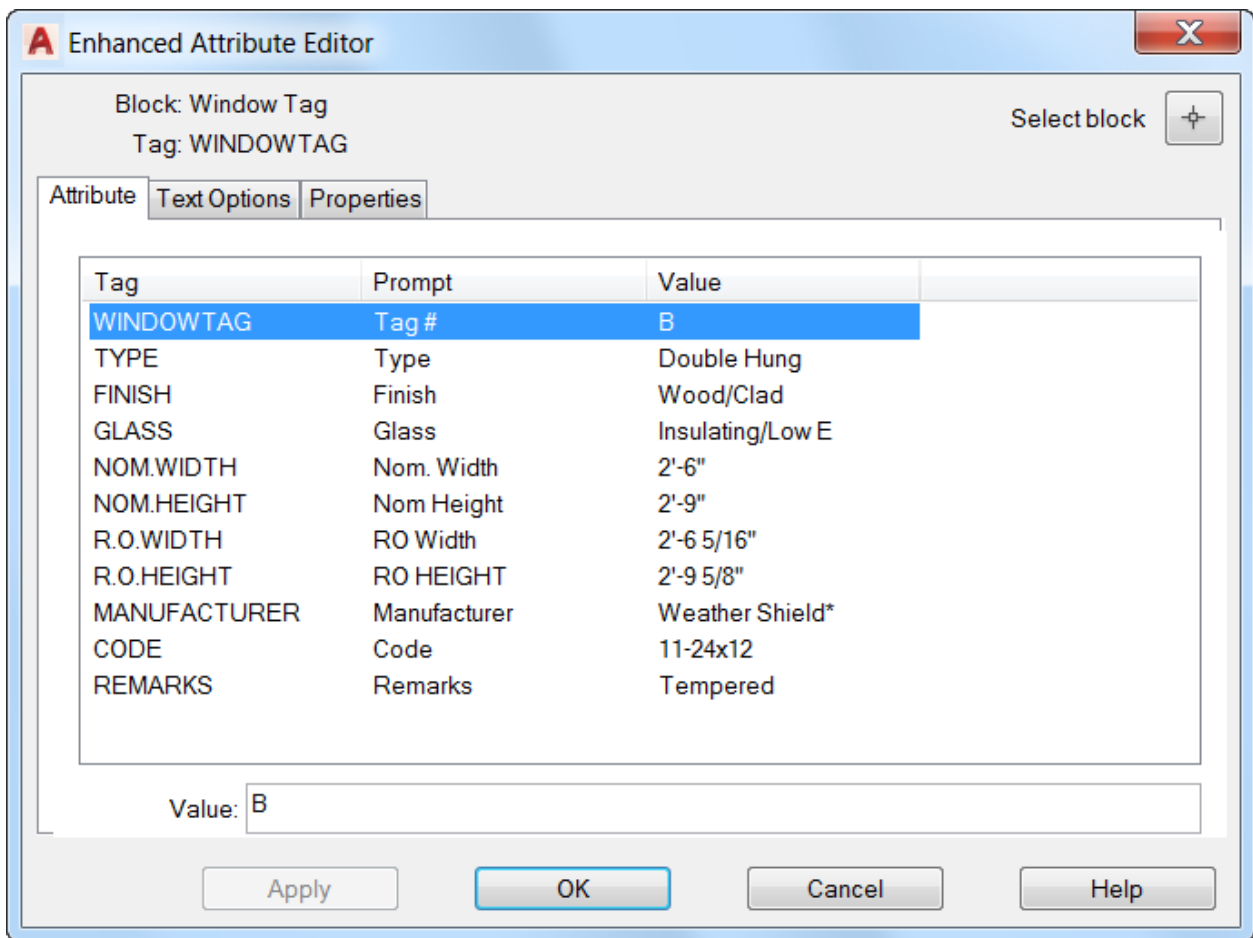 Enhanced Attribute Editor
Block: Window Tag
Tag: WINDOWTAG
Select block
Attribute Text Options Properties
Tag Prompt Value
WINDOWTAG Tag # B
TYPE Type Double Hung
FINISH Finish Wood/Clad
GLASS Glass Insulating/Low E
NOM.WIDTH Nom. Width 2'-6"
NOM.HEIGHT Nom Height 2'-9"
R.O.WIDTH RO Width 2'-6 5/16"
R.O.HEIGHT RO HEIGHT 2'-9 5/8"
MANUFACTURER Manufacturer Weather Shield*
CODE Code 11-24x12
REMARKS Remarks Tempered
Value: B
Apply OK Cancel Help